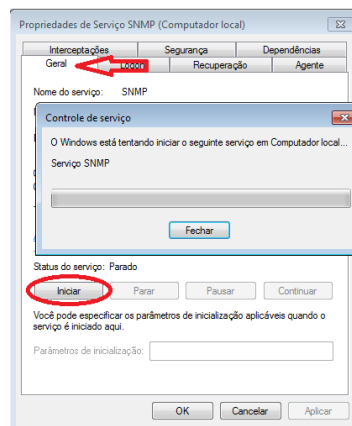 Propriedades de Serviço SNMP (Computador local)
Interceptações Segurança Dependências
Geral Logon Recuperação Agente
Nome do serviço: SNMP
Controle de serviço
O Windows está tentando iniciar o seguinte serviço em Computador local...
Serviço SNMP
Fechar
Status do serviço: Parado
Iniciar Parar Pausar Continuar
Você pode especificar os parâmetros de inicialização aplicáveis quando o
serviço é iniciado aqui.
Parâmetros de inicialização:
OK Cancelar Aplicar